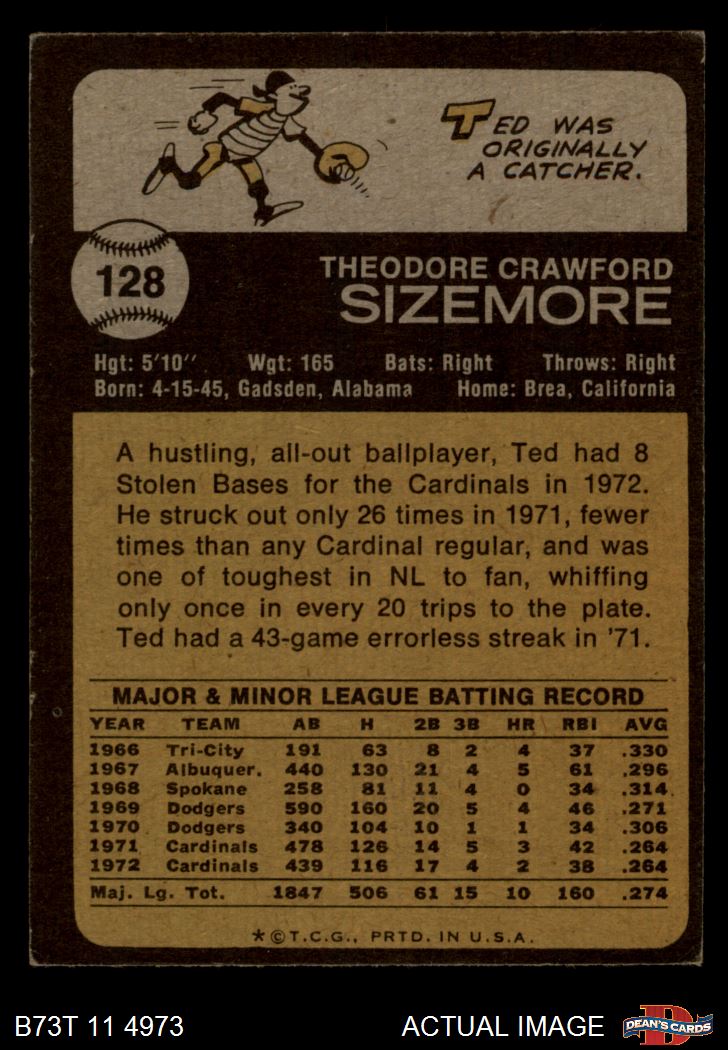 TED WAS
ORIGINALLY
A CATCHER.
128
THEODORE CRAWFORD
SIZEMORE
Hgt: 5'10" Wgt: 165 Bats: Right Throws: Right
Born: 4-15-45, Gadsden, Alabama Home: Brea, California
A hustling, all-out ballplayer, Ted had 8
Stolen Bases for the Cardinals in 1972.
He struck out only 26 times in 1971, fewer
times than any Cardinal regular, and was
one of toughest in NL to fan, whiffing
only once in every 20 trips to the plate.
Ted had a 43-game errorless streak in '71.
MAJOR & MINOR LEAGUE BATTING RECORD
YEAR TEAM AB H 2B 3B HR RBI AVG
1966 Tri-City 191 63 8 2 4 37 .330
1967 Albuquer. 440 130 21 4 5 61 .296
1968 Spokane 258 81 11 4 0 34 .314
1969 Dodgers 590 160 20 5 4 46 .271
1970 Dodgers 340 104 10 1 1 34 .306
1971 Cardinals 478 126 14 5 3 42 .264
1972 Cardinals 439 116 17 4 2 38 .264
Maj. Lg. Tot. 1847 506 61 15 10 160 .274
*©T.C.G., PRTD. IN U.S.A.
B73T 11 4973 ACTUAL IMAGE D DEAN'S CARDS